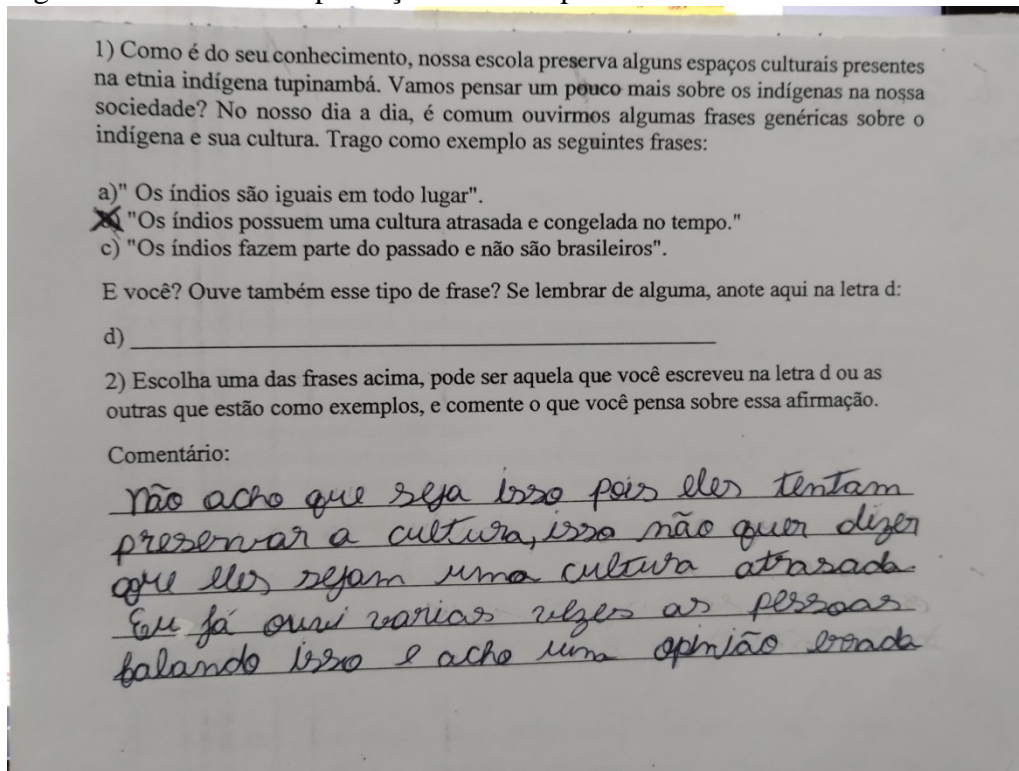 1) Como é do seu conhecimento, nossa escola preserva alguns espaços culturais presentes
na etnia indígena tupinambá. Vamos pensar um pouco mais sobre os indígenas na nossa
sociedade? No nosso dia a dia, é comum ouvirmos algumas frases genéricas sobre o
indígena e sua cultura. Trago como exemplo as seguintes frases:
a)" Os índios são iguais em todo lugar".
"Os índios possuem uma cultura atrasada e congelada no tempo."
c) "Os índios fazem parte do passado e não são brasileiros".
E você? Ouve também esse tipo de frase? Se lembrar de alguma, anote aqui na letra d:
d)
2) Escolha uma das frases acima, pode ser aquela que você escreveu na letra d ou as
outras que estão como exemplos, e comente o que você pensa sobre essa afirmação.
Comentário:
Não acho que seja isso pois eles tentam
preservar a cultura, isso não quer dizer
que eles sejam uma cultura atrasada.
Eu já ouvi varias vezes as pessoas
falando isso e acho uma opinião errada